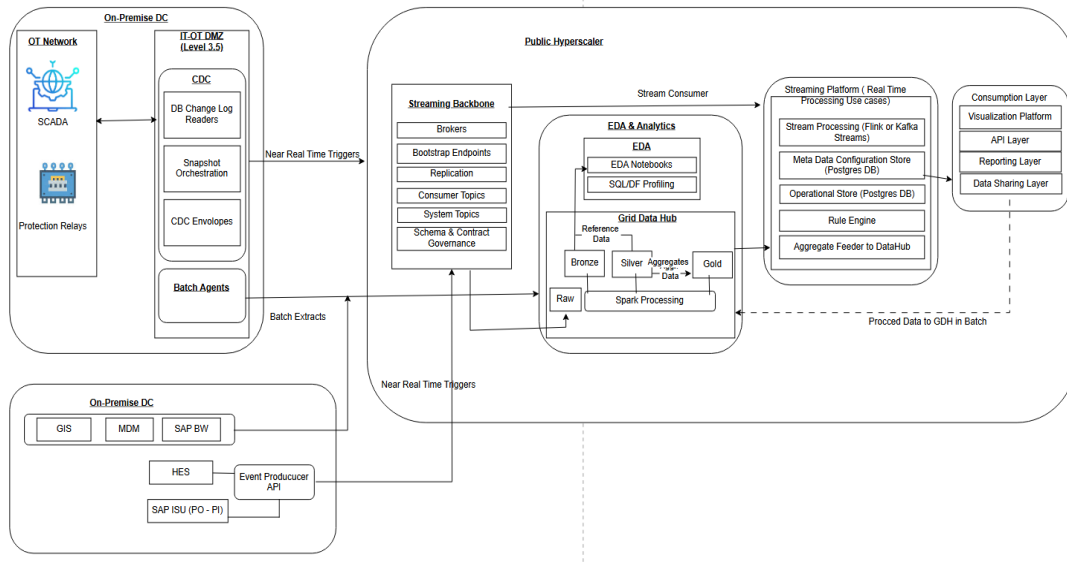 On-Premise DC
OT Network
SCADA
Protection Relays
IT-OT DMZ
(Level 3.5)
CDC
DB Change Log
Readers
Snapshot
Orchestration
CDC Envolopes
Batch Agents
Near Real Time Triggers
Batch Extracts
On-Premise DC
GIS
MDM
SAP BW
HES
SAP ISU (PO - PI)
Event Producucer
API
Near Real Time Triggers
Public Hyperscaler
Streaming Backbone
Brokers
Bootstrap Endpoints
Replication
Consumer Topics
System Topics
Schema & Contract
Governance
Stream Consumer
EDA & Analytics
EDA
EDA Notebooks
SQL/DF Profiling
Grid Data Hub
Reference
Data
Bronze
Silver
Aggregates
Data
Gold
Raw
Spark Processing
Streaming Platform ( Real Time
Processing Use cases)
Stream Processing (Flink or Kafka
Streams)
Meta Data Configuration Store
(Postgres DB)
Operational Store (Postgres DB)
Rule Engine
Aggregate Feeder to DataHub
Consumption Layer
Visualization Platform
API Layer
Reporting Layer
Data Sharing Layer
Procced Data to GDH in Batch